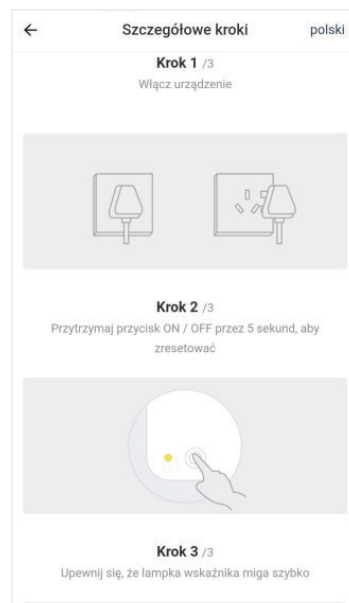 ← Szczegółowe kroki polski
Krok 1 /3
Włącz urządzenie
Krok 2 /3
Przytrzymaj przycisk ON / OFF przez 5 sekund, aby
zresetować
Krok 3 /3
Upewnij się, że lampka wskaźnika miga szybko